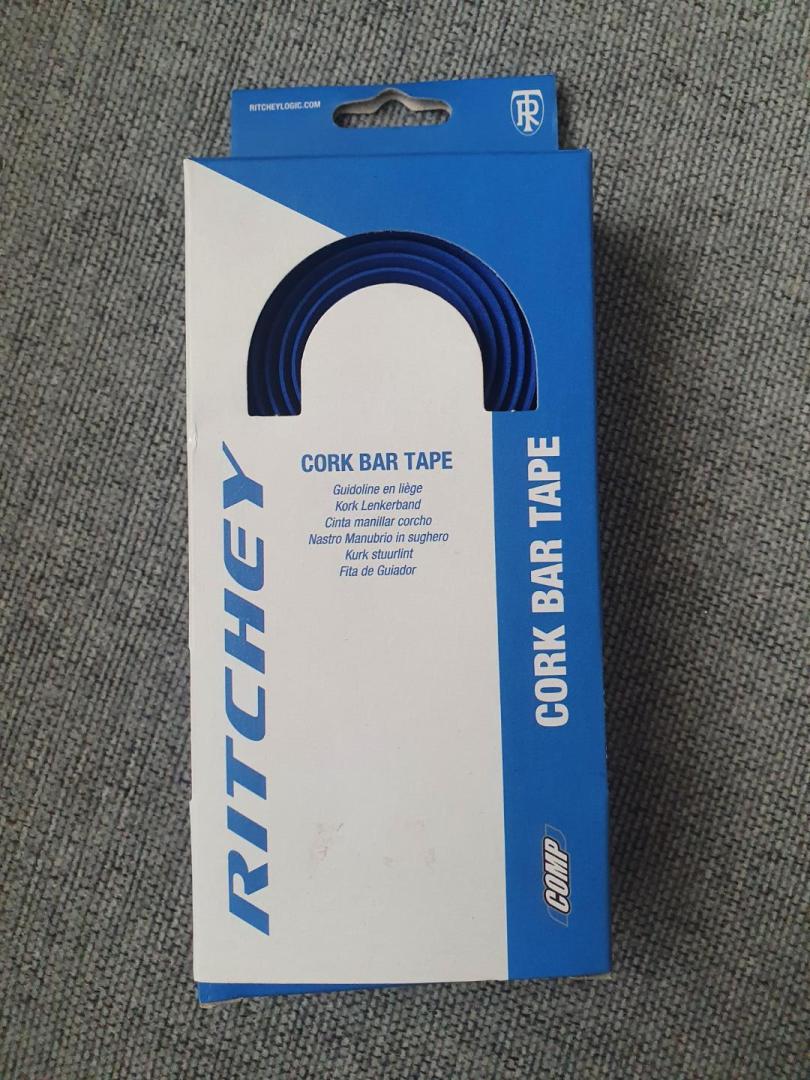 RITCHEYLOGIC.COM
CORK BAR TAPE
Guidoline en liège
Kork Lenkerband
Cinta manillar corcho
Nastro Manubrio in sughero
Kurk stuurlint
Fita de Guiador
RITCHEY
CORK BAR TAPE
COMP